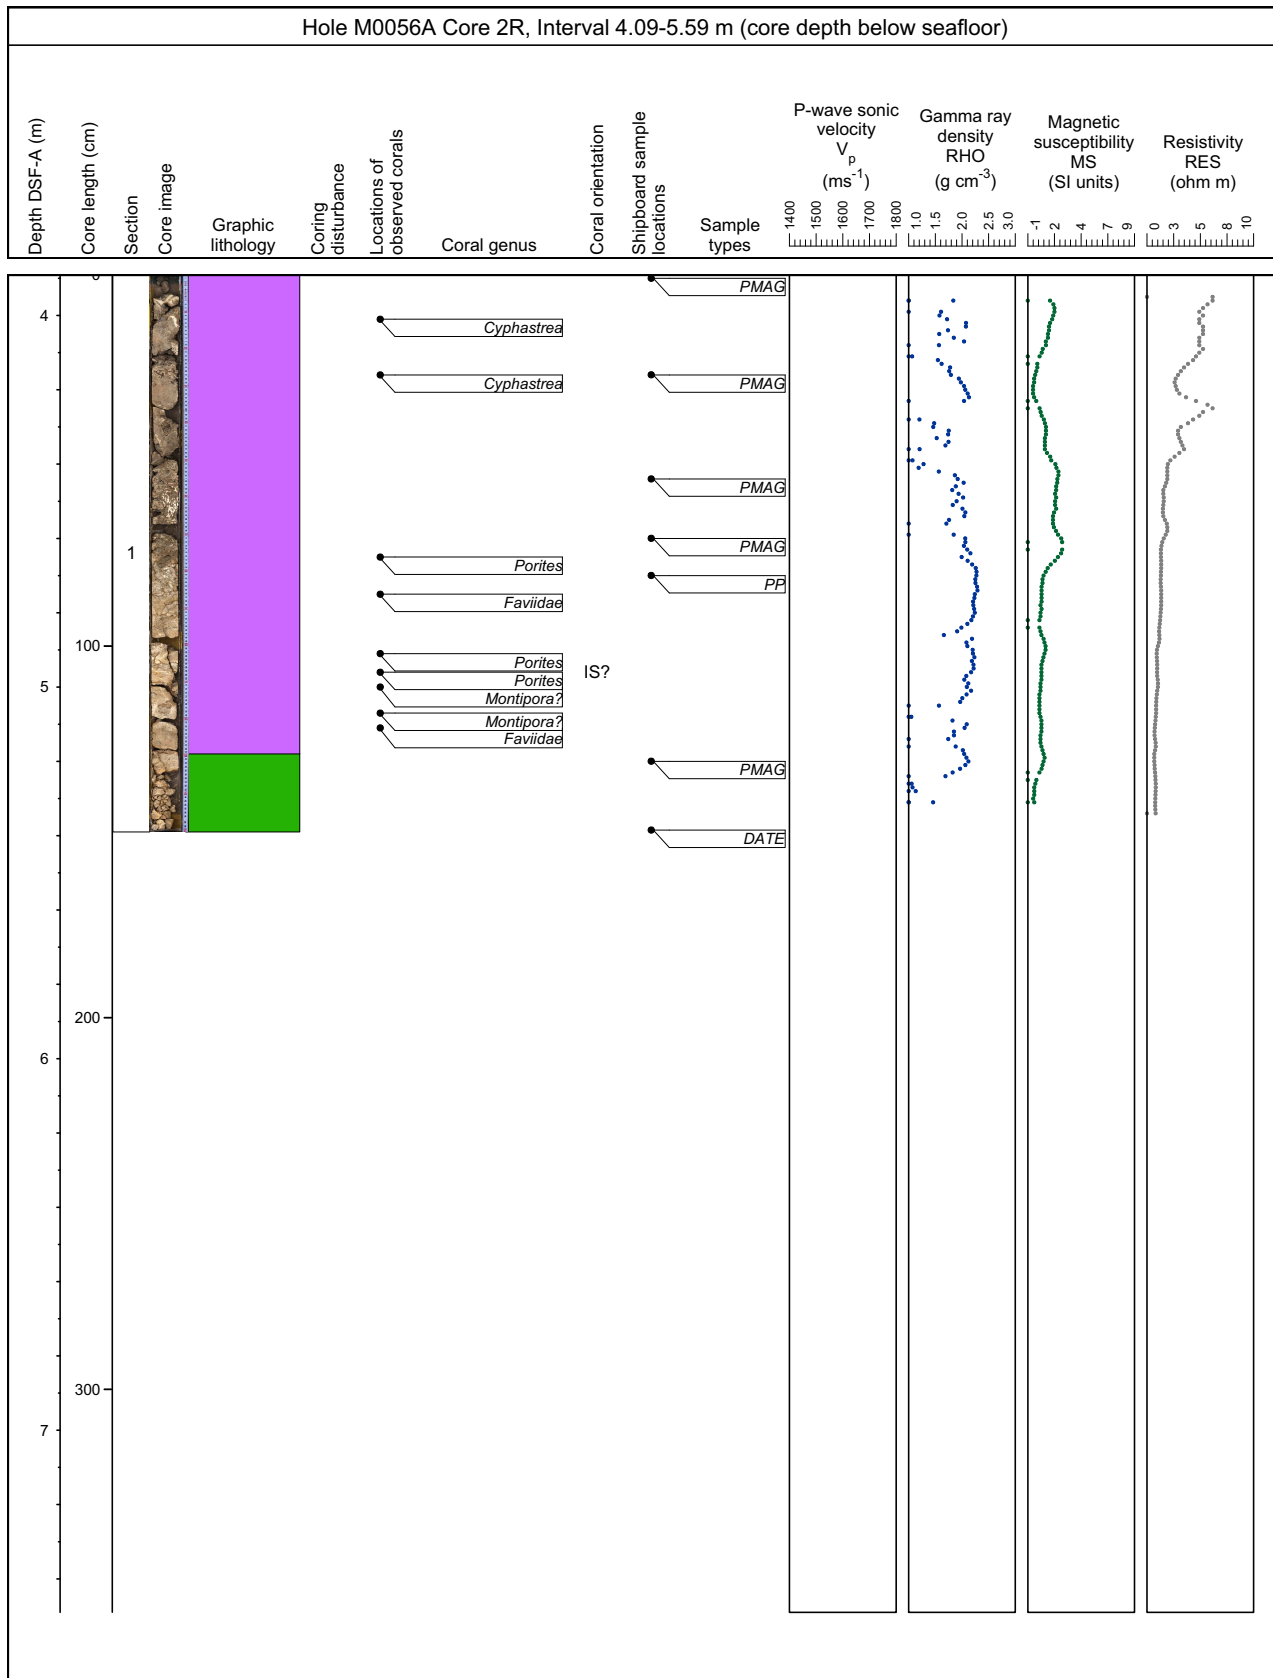 Hole M0056A Core 2R, Interval 4.09-5.59 m (core depth below seafloor)
Depth DSF-A (m)
Core length (cm)
Section
Core image
Graphic
lithology
Coring
disturbance
Locations of
observed corals
Coral genus
Coral orientation
Shipboard sample
locations
Sample
types
P-wave sonic
velocity
Vp
(ms-1)
1400
1500
1600
1700
1800
Gamma ray
density
RHO
(g cm-3)
1.0
1.5
2.0
2.5
3.0
Magnetic
susceptibility
MS
(SI units)
-1
2
4
6
9
Resistivity
RES
(ohm m)
0
3
5
8
10
0
PMAG
4
Cyphastrea
Cyphastrea
PMAG
PMAG
PMAG
1
Porites
PP
Faviidae
100
Porites
IS?
Porites
5
Montipora?
Montipora?
Faviidae
PMAG
DATE
200
6
300
7